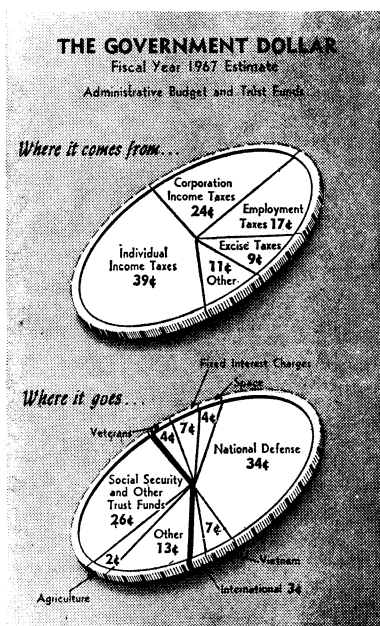 THE GOVERNMENT DOLLAR
Fiscal Year 1967 Estimate
Administrative Budget and Trust Funds
Where it comes from...
Corporation
Income Taxes
24¢
Employment
Taxes 17¢
Excise Taxes
9¢
11¢
Other
Individual
Income Taxes
39¢
Where it goes...
Fixed Interest Charges
Space
Veterans
4¢
7¢
4¢
National Defense
34¢
Social Security
and Other
Trust Funds
26¢
Other
13¢
7¢
2¢
Vietnam
International 3¢
Agriculture